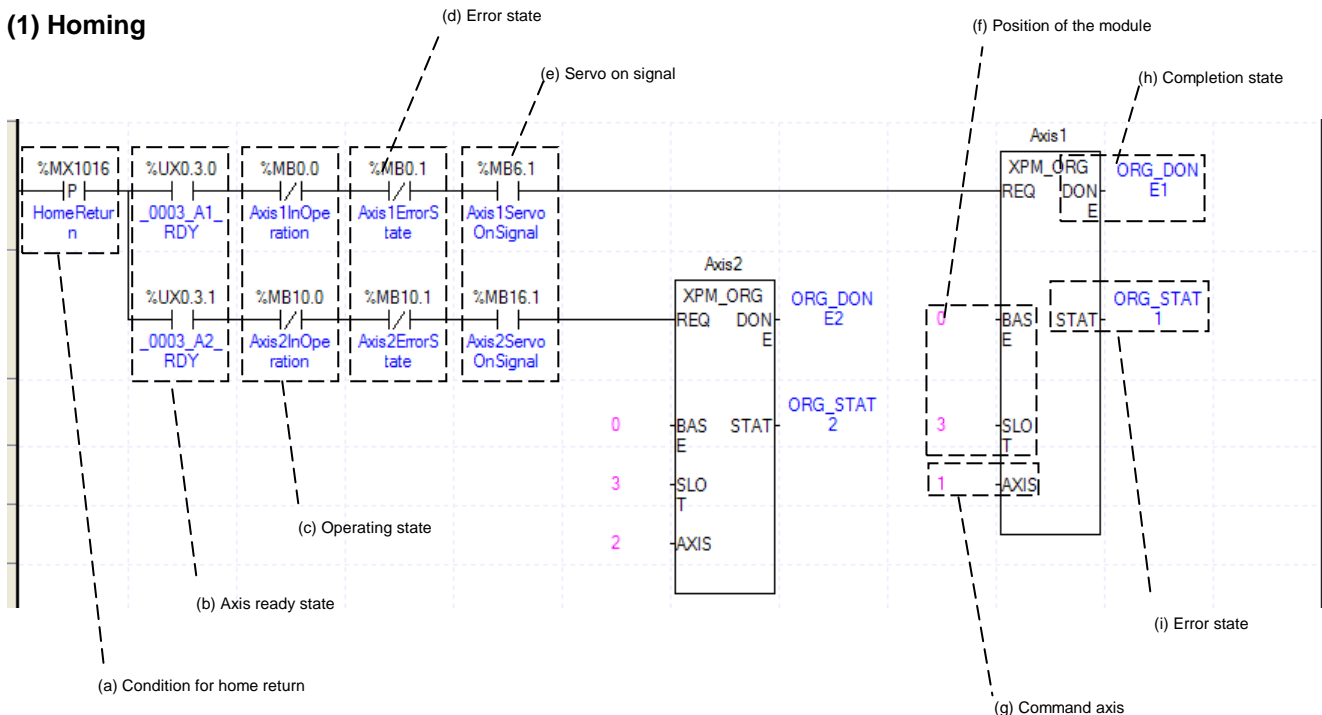 (1) Homing
(d) Error state
(f) Position of the module
(e) Servo on signal
(h) Completion state
Axis1
%MX1016
%UX0.3.0
%MB0.0
%MB0.1
%MB6.1
XPM_ORG
ORG_DON
P
REQ
DON
E1
HomeRetur
_0003_A1_
Axis1InOpe
Axis1ErrorS
Axis1Servo
E
n
RDY
ration
tate
OnSignal
Axis2
%UX0.3.1
%MB10.0
%MB10.1
%MB16.1
XPM_ORG
ORG_DON
ORG_STAT
REQ
DON
E2
0
BAS
STAT
1
_0003_A2_
Axis2InOpe
Axis2ErrorS
Axis2Servo
E
E
RDY
ration
tate
OnSignal
ORG_STAT
0
BAS
STAT
2
3
SLO
E
T
3
SLO
1
AXIS
T
(c) Operating state
2
AXIS
(b) Axis ready state
(i) Error state
(a) Condition for home return
(g) Command axis